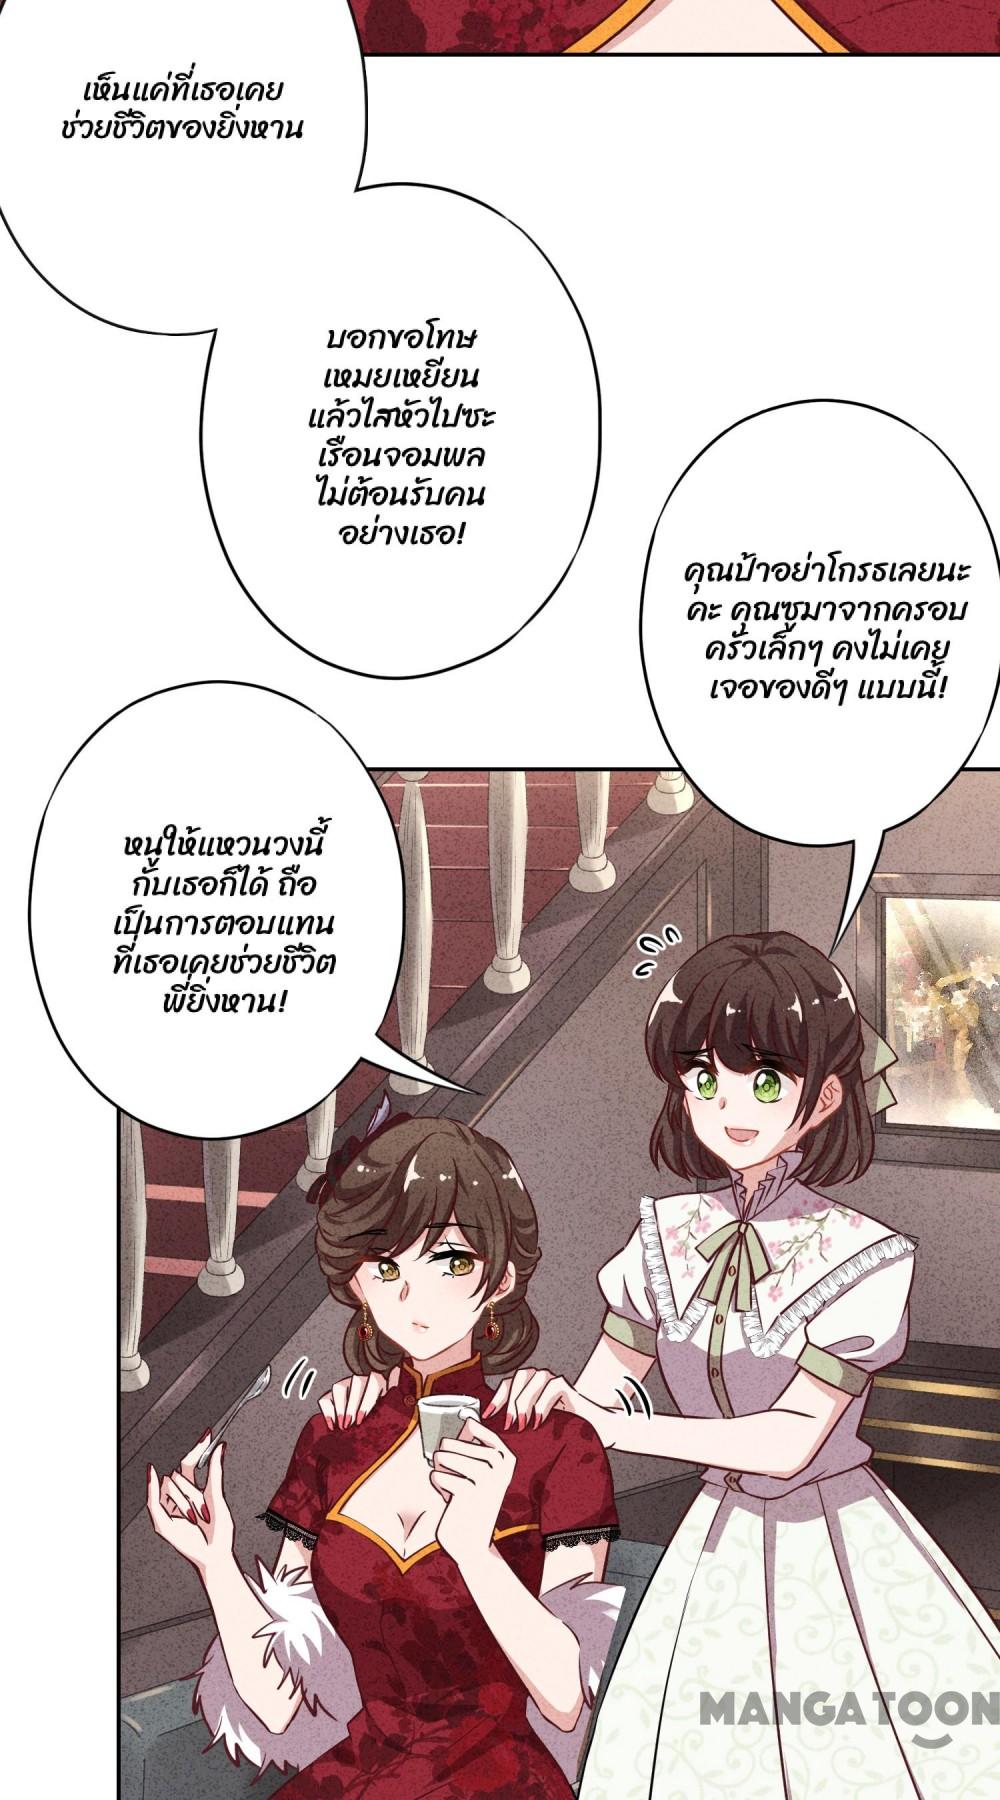 เห็นแค่ที่เธอเคย
ช่วยชีวิตของยิ่งหาน
บอกขอโทษ
เหมยเหยียน
แล้วไสหัวไปซะ
เรือนจอมพล
ไม่ต้อนรับคน
อย่างเธอ!
คุณป้าอย่าโกรธเลยนะ
คะ คุณซูมาจากครอบ
ครัวเล็กๆ คงไม่เคย
เจอของดีๆ แบบนี้!
หนูให้แหวนวงนี้
กับเธอก็ได้ ถือ
เป็นการตอบแทน
ที่เธอเคยช่วยชีวิต
พี่ยิ่งหาน!
MANGATOON